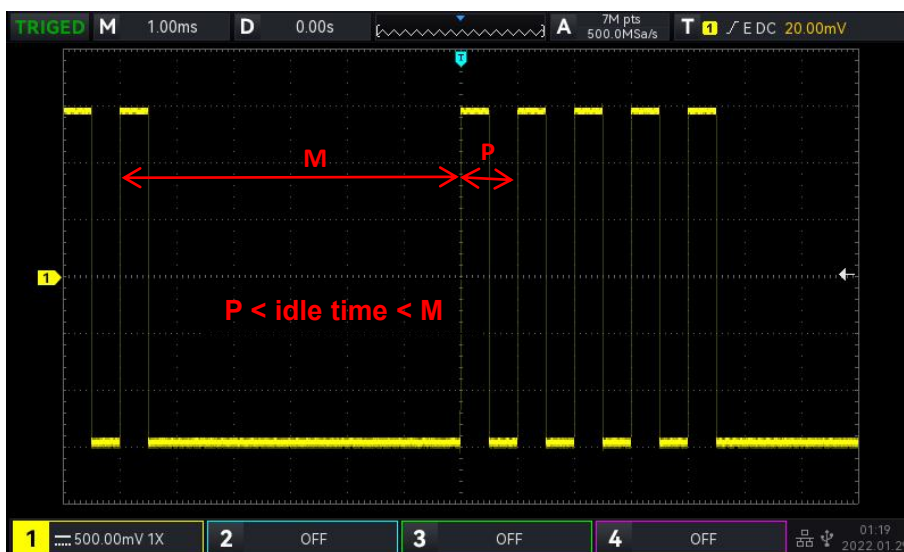 TRIGED M 1.00ms D 0.00s A 7M pts 500.0MSa/s T 1 E DC 20.00mV
T
M
P
1
P < idle time < M
1 500.00mV 1X 2 OFF 3 OFF 4 OFF 01:19
2022.01.29